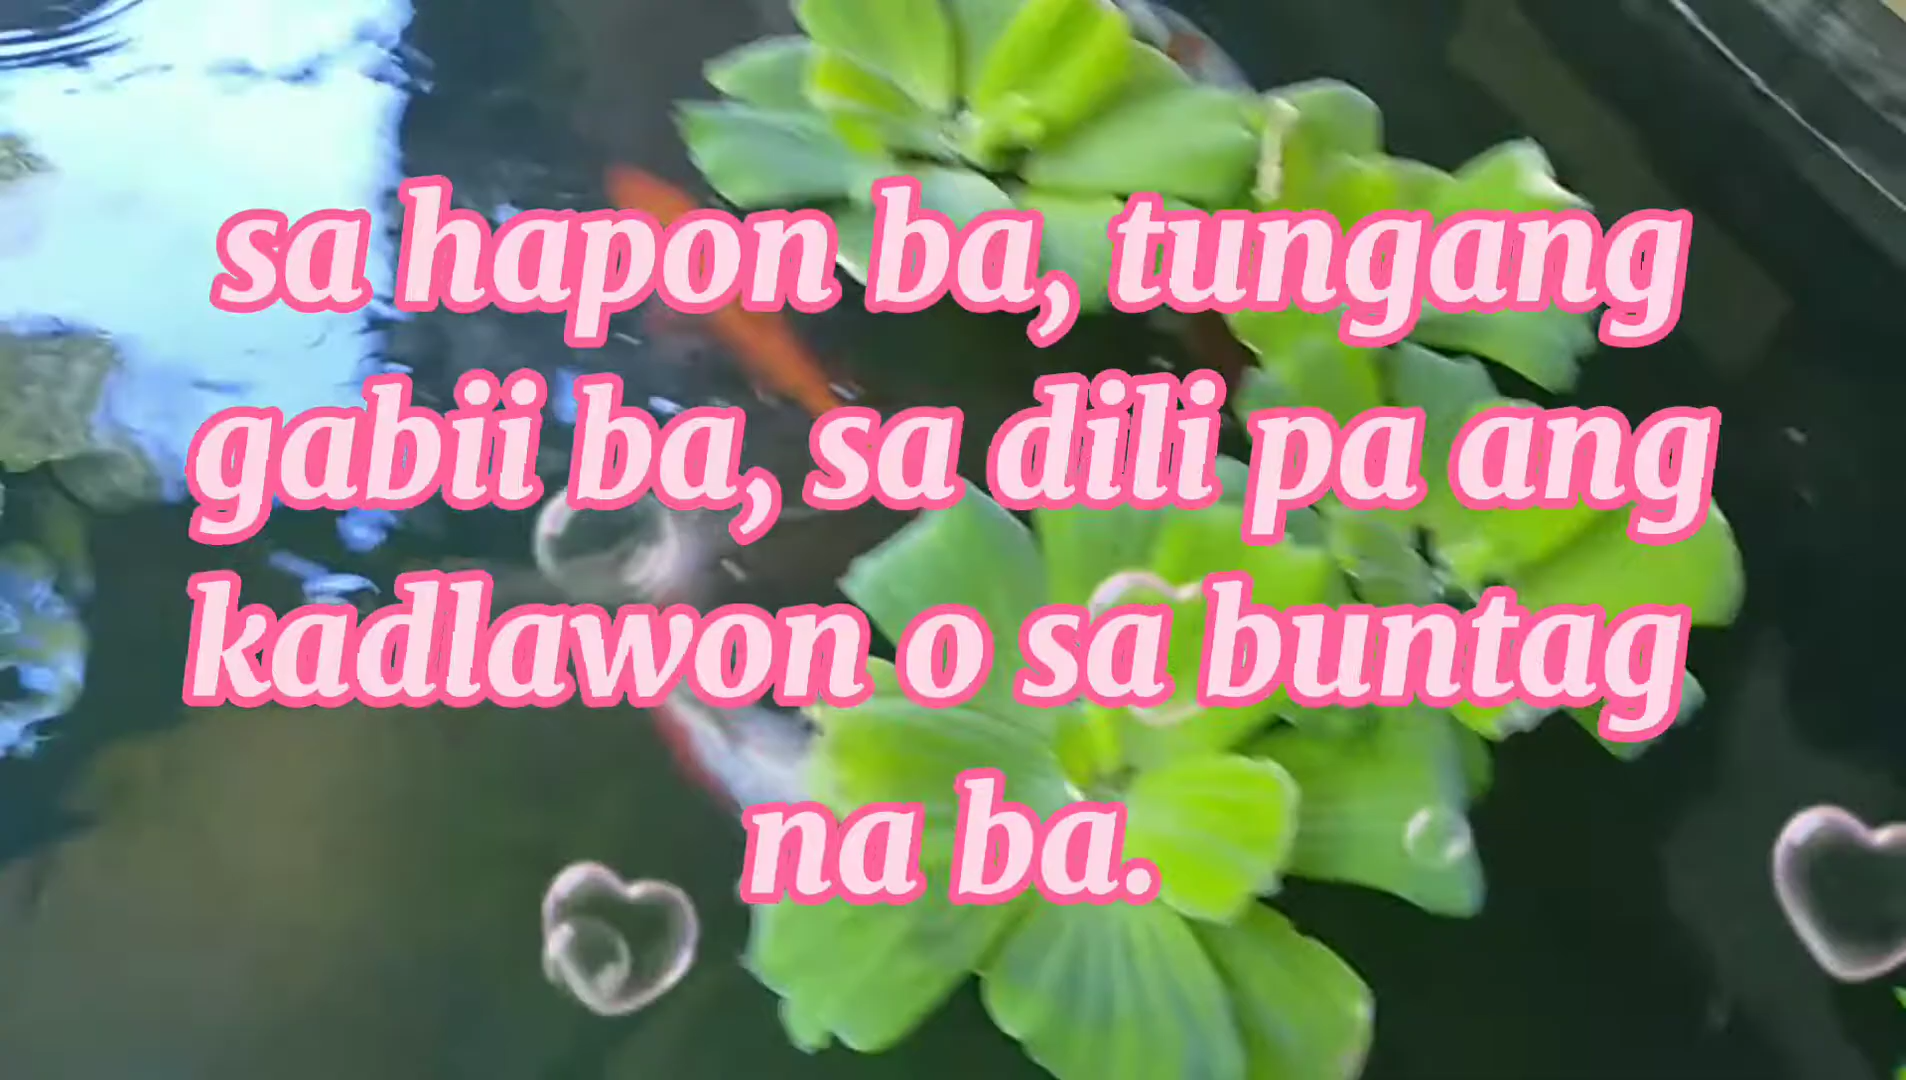 sa hapon ba, tungang
gabii ba, sa dili pa ang
kadlawon o sa buntag
na ba.